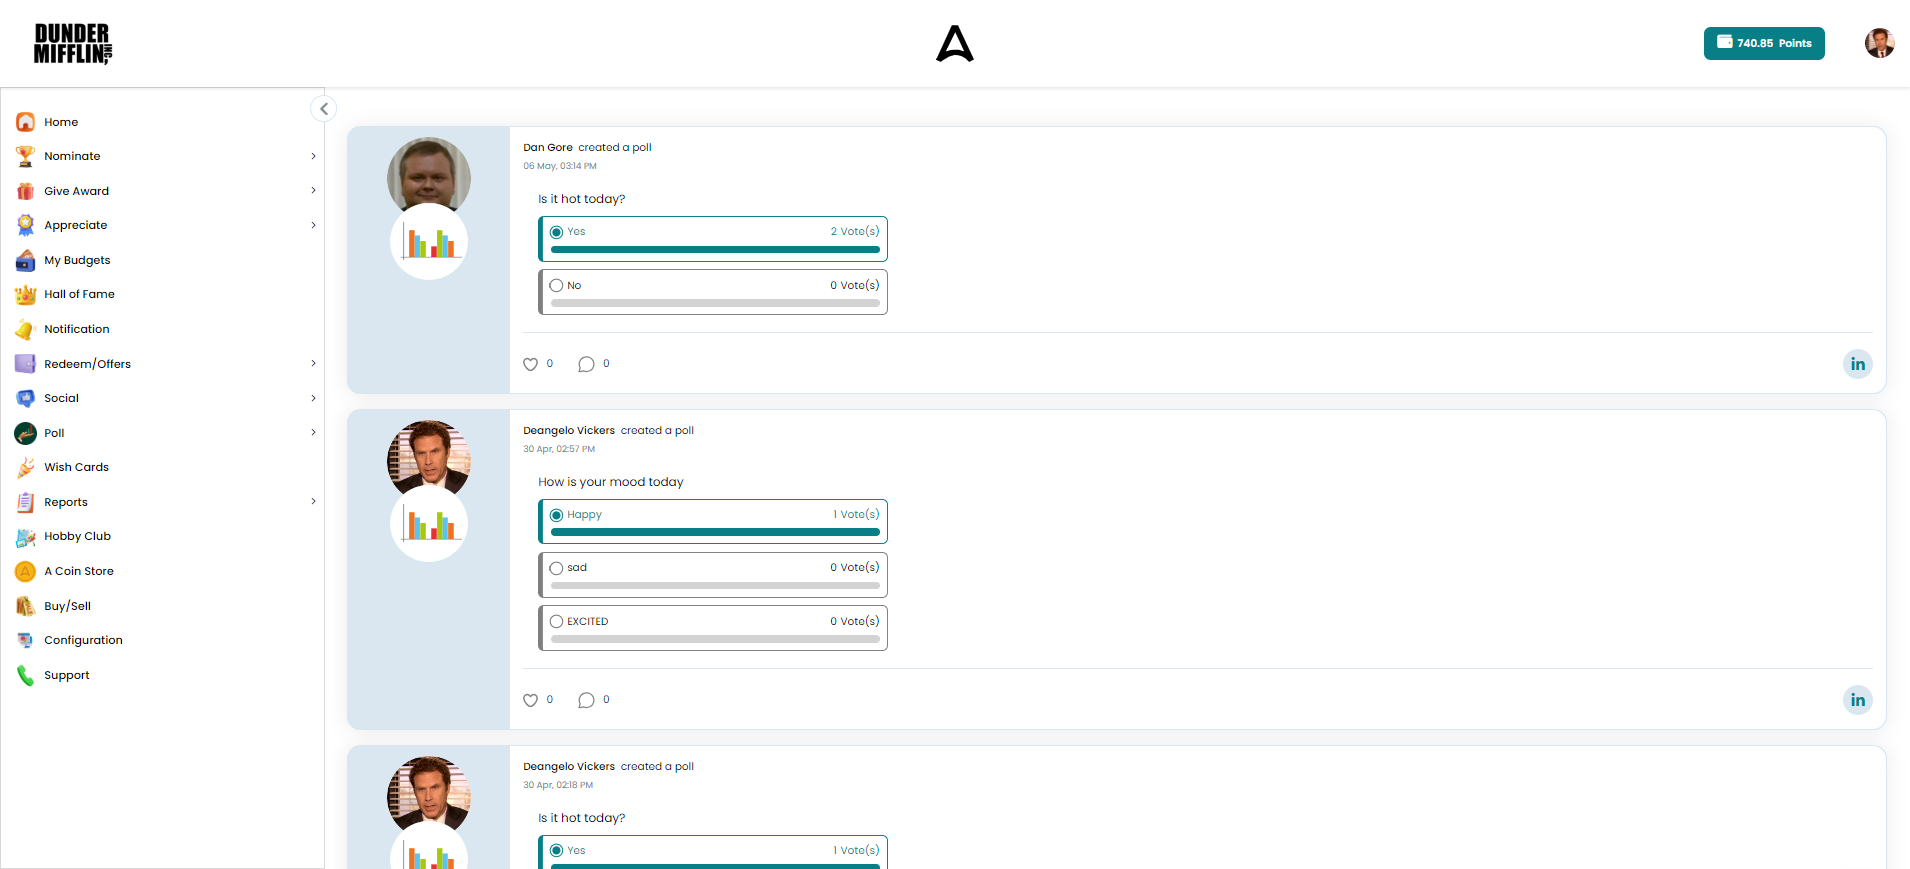 DUNDER
MIFFLIN, INC
740.85 Points
Home
Nominate
Give Award
Appreciate
My Budgets
Hall of Fame
Notification
Redeem/Offers
Social
Poll
Wish Cards
Reports
Hobby Club
A Coin Store
Buy/Sell
Configuration
Support
Dan Gore created a poll
06 May, 03:14 PM
Is it hot today?
Yes 2 Vote(s)
No 0 Vote(s)
0 0
in
Deangelo Vickers created a poll
30 Apr, 02:57 PM
How is your mood today
Happy 1 Vote(s)
sad 0 Vote(s)
EXCITED 0 Vote(s)
0 0
in
Deangelo Vickers created a poll
30 Apr, 02:18 PM
Is it hot today?
Yes 1 Vote(s)